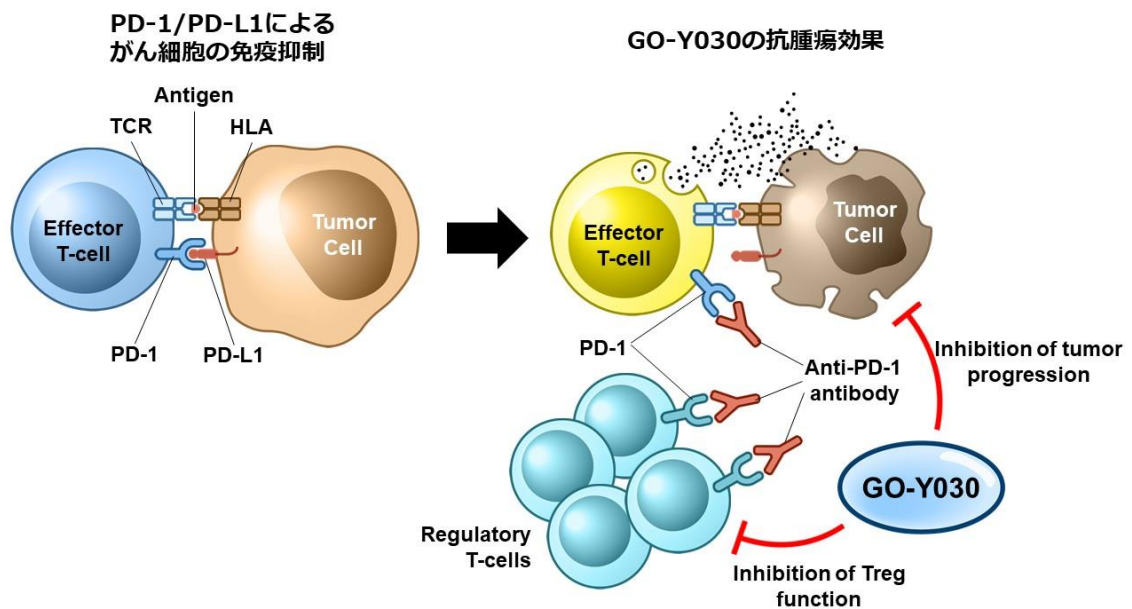 PD-1/PD-L1による
がん細胞の免疫抑制
Antigen
TCR
HLA
Effector
T-cell
Tumor
Cell
PD-1
PD-L1
GO-Y030の抗腫瘍効果
Effector
T-cell
Tumor
Cell
PD-1
Anti-PD-1
antibody
Inhibition of tumor
progression
GO-Y030
Regulatory
T-cells
Inhibition of Treg
function